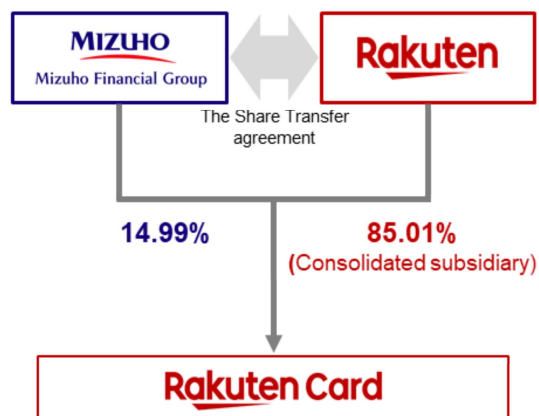 MIZUHO
Mizuho Financial Group
Rakuten
The Share Transfer
agreement
14.99%
85.01%
(Consolidated subsidiary)
Rakuten Card